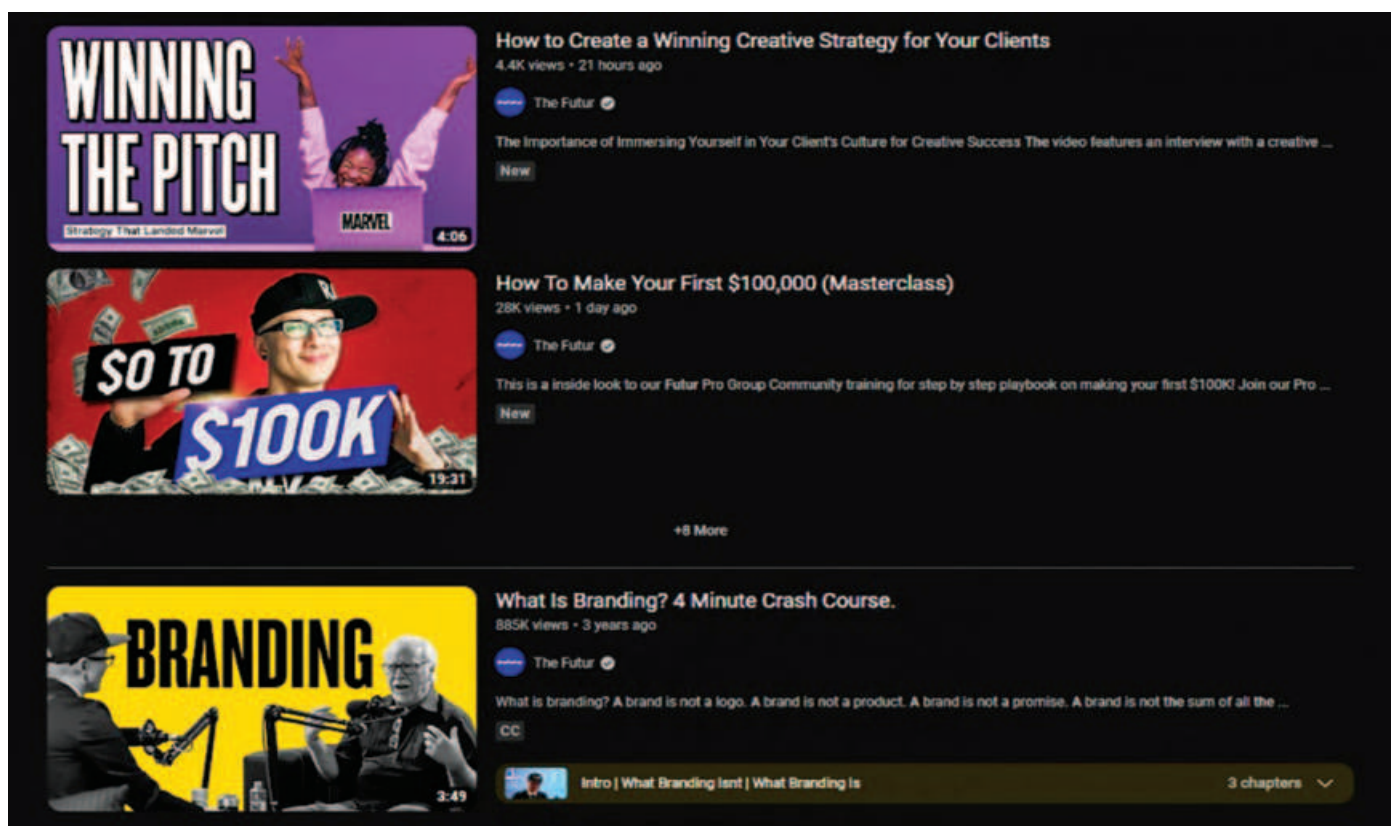 WINNING
THE PITCH
Strategy That Landed Marvel
MARVEL
4:06
How to Create a Winning Creative Strategy for Your Clients
4.4K views • 21 hours ago
The Futur
The Importance of Immersing Yourself in Your Client's Culture for Creative Success The video features an interview with a creative ...
New
$0 TO
$100K
19:31
How To Make Your First $100,000 (Masterclass)
28K views • 1 day ago
The Futur
This is a inside look to our Futur Pro Group Community training for step by step playbook on making your first $100K! Join our Pro ...
New
+8 More
BRANDING
3:49
What Is Branding? 4 Minute Crash Course.
885K views • 3 years ago
The Futur
What is branding? A brand is not a logo. A brand is not a product. A brand is not a promise. A brand is not the sum of all the ...
CC
Intro | What Branding Isnt | What Branding Is
3 chapters